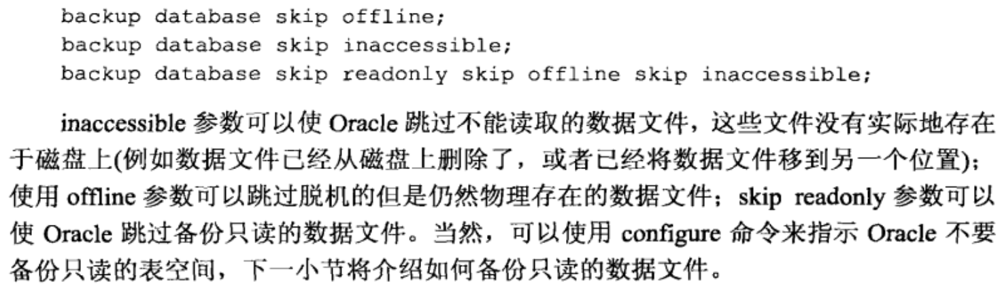 backup database skip offline;
backup database skip inaccessible;
backup database skip readonly skip offline skip inaccessible;
inaccessible 参数可以使 Oracle 跳过不能读取的数据文件，这些文件没有实际地存在
于磁盘上(例如数据文件已经从磁盘上删除了，或者已经将数据文件移到另一个位置)；
使用 offline 参数可以跳过脱机的但是仍然物理存在的数据文件；skip readonly 参数可以
使 Oracle 跳过备份只读的数据文件。当然，可以使用 configure 命令来指示 Oracle 不要
备份只读的表空间，下一小节将介绍如何备份只读的数据文件。